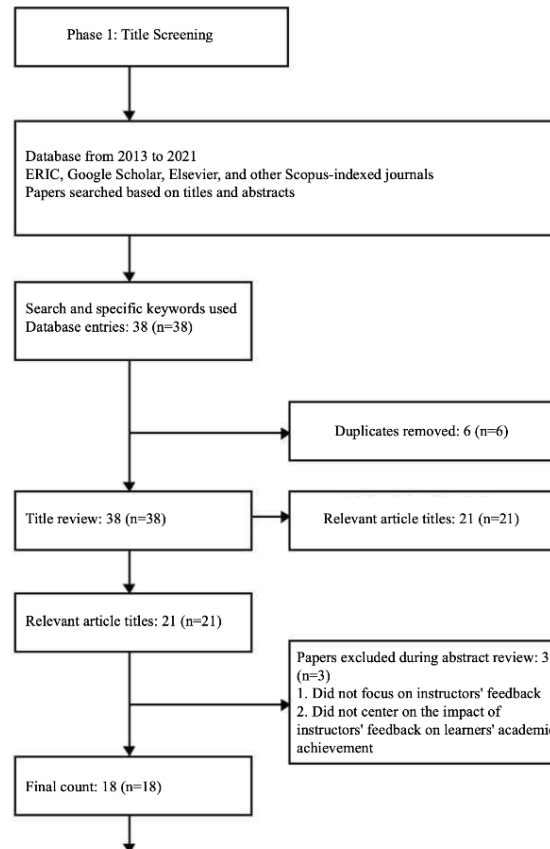 Phase 1: Title Screening
Database from 2013 to 2021
ERIC, Google Scholar, Elsevier, and other Scopus-indexed journals
Papers searched based on titles and abstracts
Search and specific keywords used
Database entries: 38 (n=38)
Duplicates removed: 6 (n=6)
Title review: 38 (n=38)
Relevant article titles: 21 (n=21)
Relevant article titles: 21 (n=21)
Papers excluded during abstract review: 3
(n=3)
1. Did not focus on instructors' feedback
2. Did not center on the impact of
instructors' feedback on learners' academic
achievement
Final count: 18 (n=18)